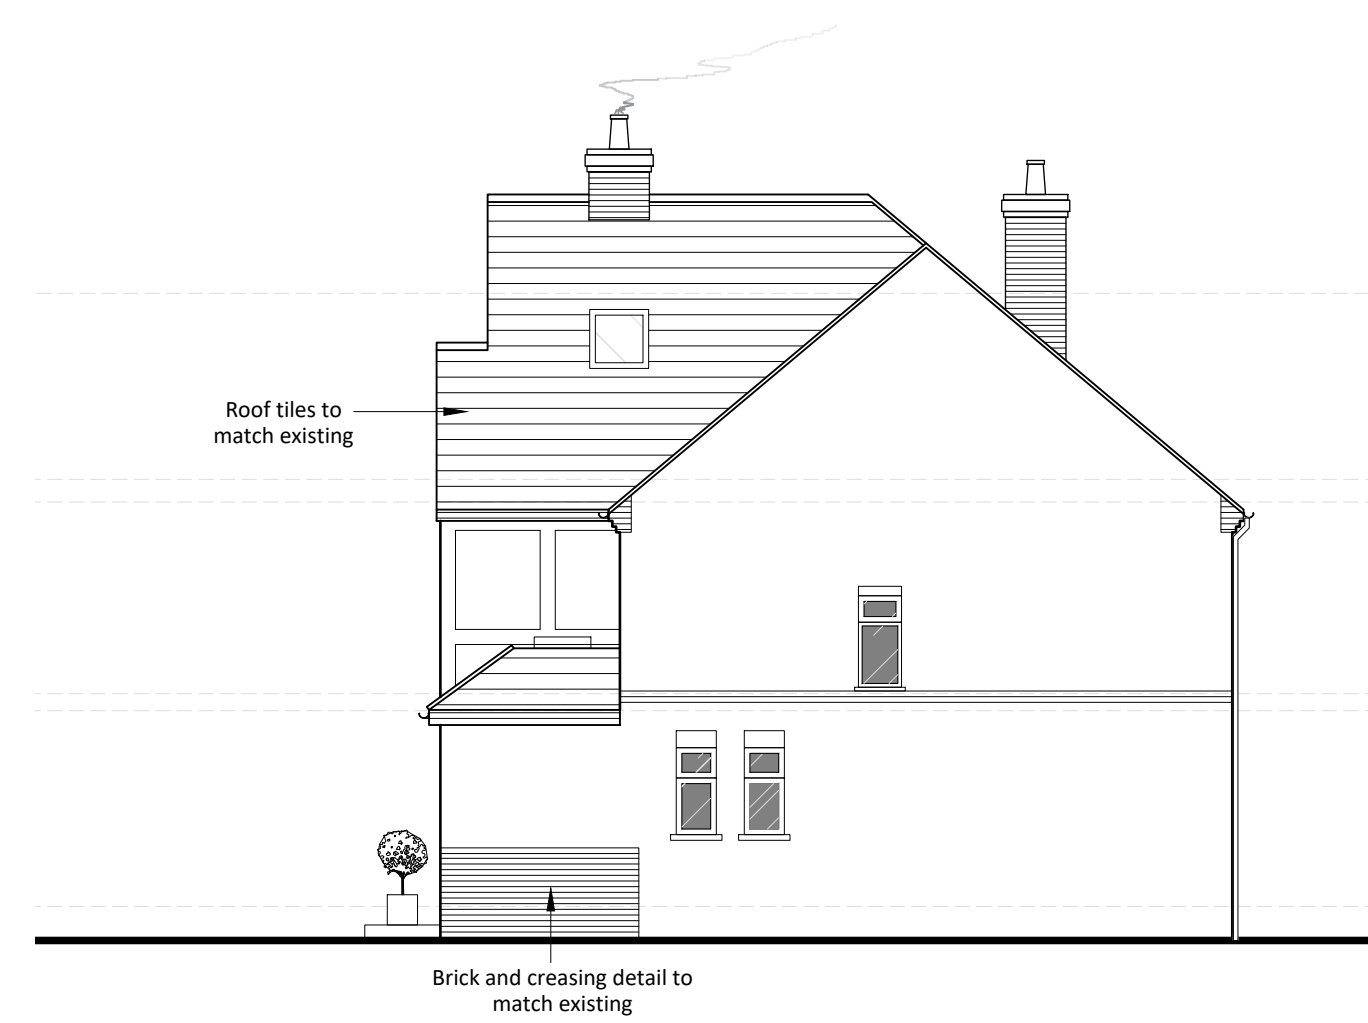 Roof tiles to
match existing
Brick and creasing detail to
match existing